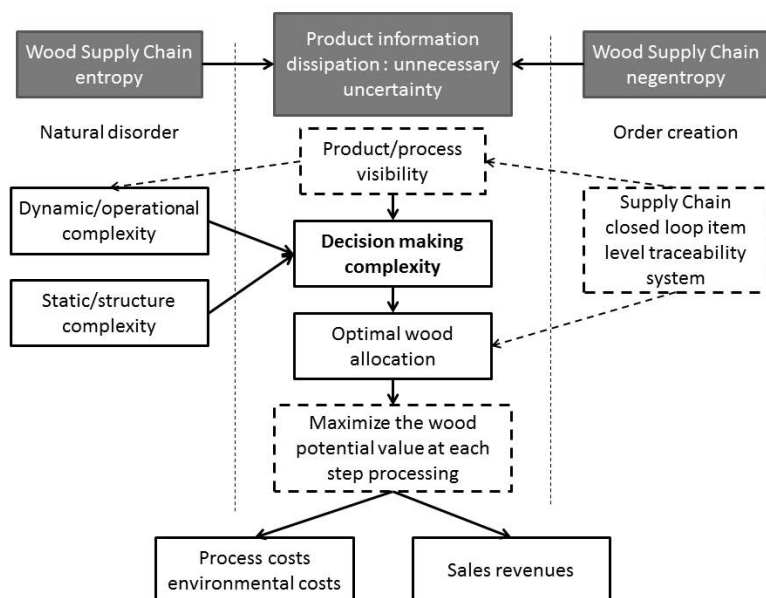 Wood Supply Chain
entropy
Product information
dissipation : unnecessary
uncertainty
Wood Supply Chain
negentropy
Natural disorder
Order creation
Product/process
visibility
Dynamic/operational
complexity
Supply Chain
closed loop item
level traceability
system
Decision making
complexity
Static/structure
complexity
Optimal wood
allocation
Maximize the wood
potential value at each
step processing
Process costs
environmental costs
Sales revenues